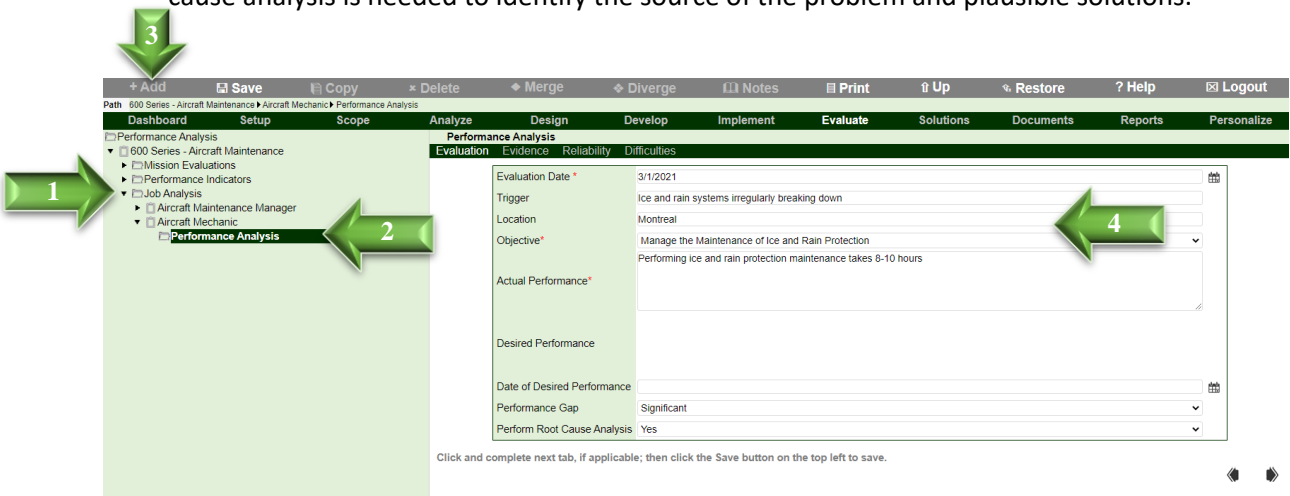 cause analysis is needed to identify the source of the problem and plausible solutions.
3
+ Add Save Copy × Delete Merge Diverge Notes Print Up Restore ? Help Logout
Path 600 Series - Aircraft Maintenance Aircraft Mechanic Performance Analysis
Dashboard Setup Scope Analyze Design Develop Implement Evaluate Solutions Documents Reports Personalize
Performance Analysis
600 Series - Aircraft Maintenance
Mission Evaluations
Performance Indicators
1
Job Analysis
Aircraft Maintenance Manager
Aircraft Mechanic
Performance Analysis
2
Performance Analysis
Evaluation Evidence Reliability Difficulties
Evaluation Date * 3/1/2021
Trigger Ice and rain systems irregularly breaking down
Location Montreal
4
Objective* Manage the Maintenance of Ice and Rain Protection
Actual Performance* Performing ice and rain protection maintenance takes 8-10 hours
Desired Performance
Date of Desired Performance
Performance Gap Significant
Perform Root Cause Analysis Yes
Click and complete next tab, if applicable; then click the Save button on the top left to save.